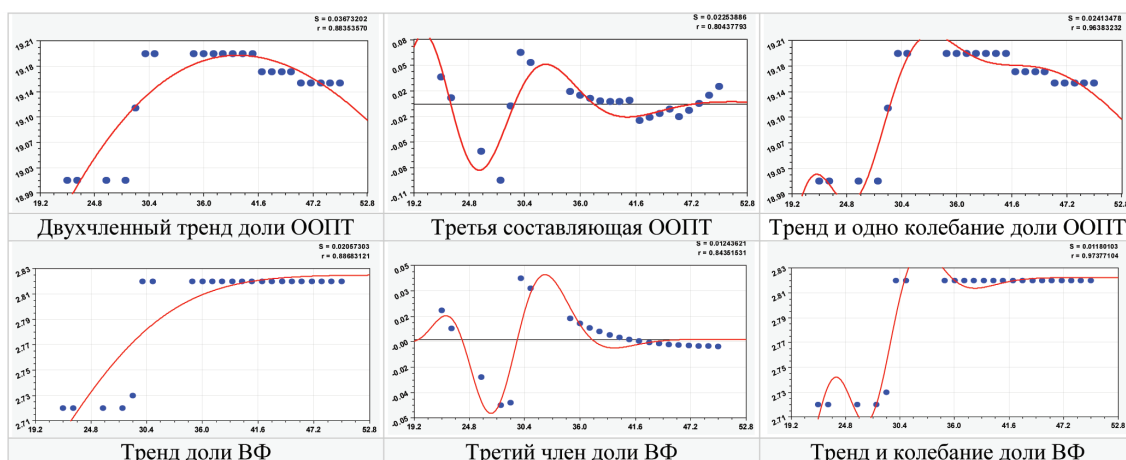 S = 0.03673202
r = 0.88353570
19.21
19.18
19.14
19.10
19.07
19.03
18.99
19.2 24.8 30.4 36.0 41.6 47.2 52.8
Двухчленный тренд доли ООПТ
S = 0.02253886
r = 0.80437793
0.08
0.05
0.02
-0.02
-0.05
-0.08
-0.11
19.2 24.8 30.4 36.0 41.6 47.2 52.8
Третья составляющая ООПТ
S = 0.02413478
r = 0.96383232
19.21
19.18
19.14
19.10
19.07
19.03
18.99
19.2 24.8 30.4 36.0 41.6 47.2 52.8
Тренд и одно колебание доли ООПТ
S = 0.02057303
r = 0.88683121
2.83
2.81
2.79
2.77
2.75
2.73
2.71
19.2 24.8 30.4 36.0 41.6 47.2 52.8
Тренд доли ВФ
S = 0.01243621
r = 0.84351531
0.05
0.03
0.02
-0.00
-0.02
-0.04
-0.05
19.2 24.8 30.4 36.0 41.6 47.2 52.8
Третий член доли ВФ
S = 0.01180103
r = 0.97377104
2.83
2.81
2.79
2.77
2.75
2.73
2.71
19.2 24.8 30.4 36.0 41.6 47.2 52.8
Тренд и колебание доли ВФ